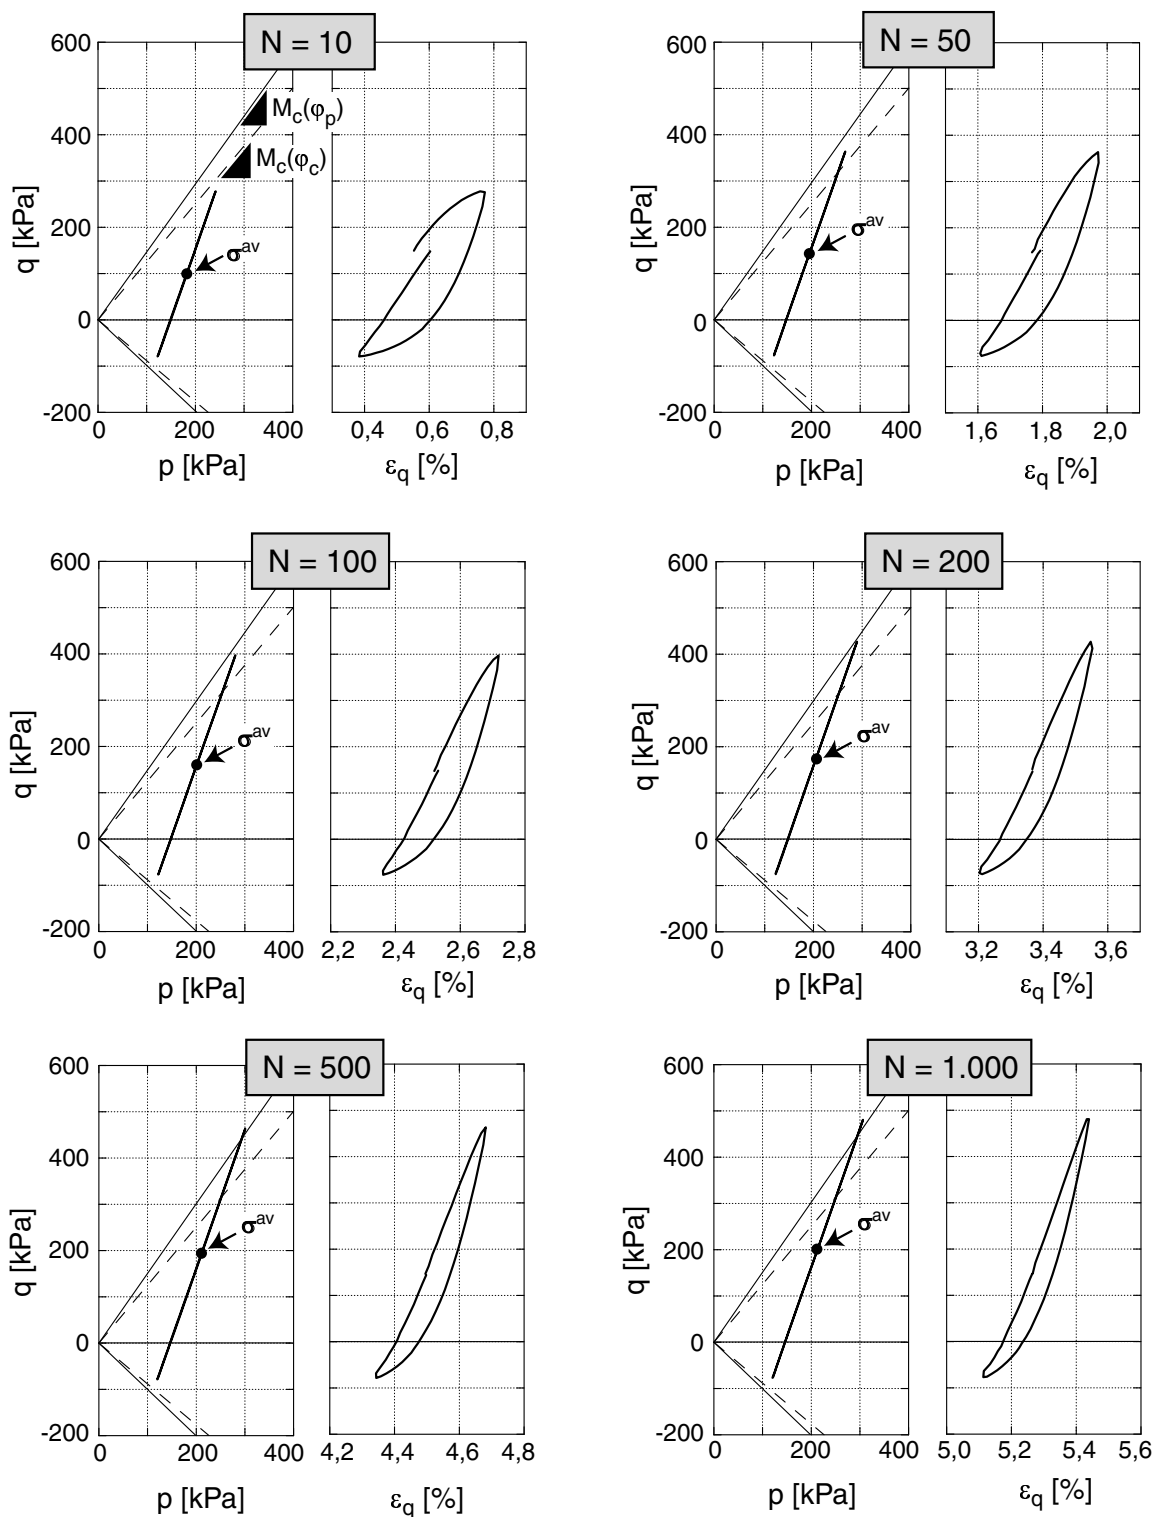 N = 10
600
400
200
0
-200
q [kPa]
Mc(φp)
Mc(φc)
σav
0 200 400
p [kPa]
0,4 0,6 0,8
εq [%]
N = 50
600
400
200
0
-200
q [kPa]
σav
0 200 400
p [kPa]
1,6 1,8 2,0
εq [%]
N = 100
600
400
200
0
-200
q [kPa]
σav
0 200 400
p [kPa]
2,2 2,4 2,6 2,8
εq [%]
N = 200
600
400
200
0
-200
q [kPa]
σav
0 200 400
p [kPa]
3,2 3,4 3,6
εq [%]
N = 500
600
400
200
0
-200
q [kPa]
σav
0 200 400
p [kPa]
4,2 4,4 4,6 4,8
εq [%]
N = 1.000
600
400
200
0
-200
q [kPa]
σav
0 200 400
p [kPa]
5,0 5,2 5,4 5,6
εq [%]